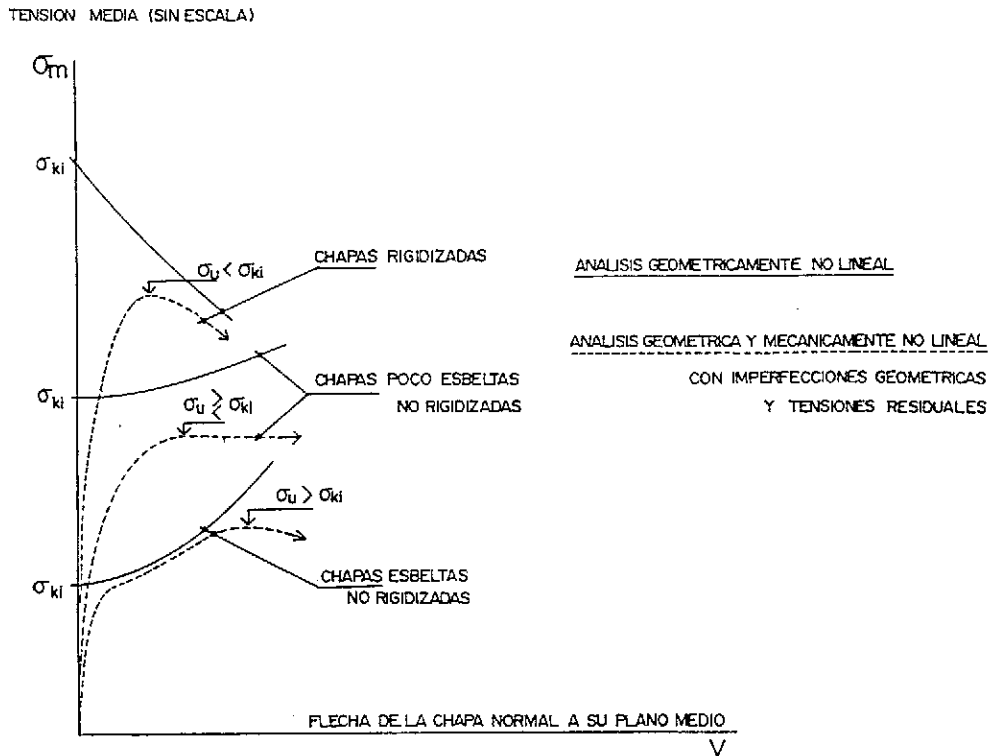 TENSION MEDIA (SIN ESCALA)
σm
σki
σu < σki
CHAPAS RIGIDIZADAS
ANALISIS GEOMETRICAMENTE NO LINEAL
ANALISIS GEOMETRICA Y MECANICAMENTE NO LINEAL
CON IMPERFECCIONES GEOMETRICAS
Y TENSIONES RESIDUALES
σki
σu ≷ σki
CHAPAS POCO ESBELTAS
NO RIGIDIZADAS
σu > σki
σki
CHAPAS ESBELTAS
NO RIGIDIZADAS
FLECHA DE LA CHAPA NORMAL A SU PLANO MEDIO
V